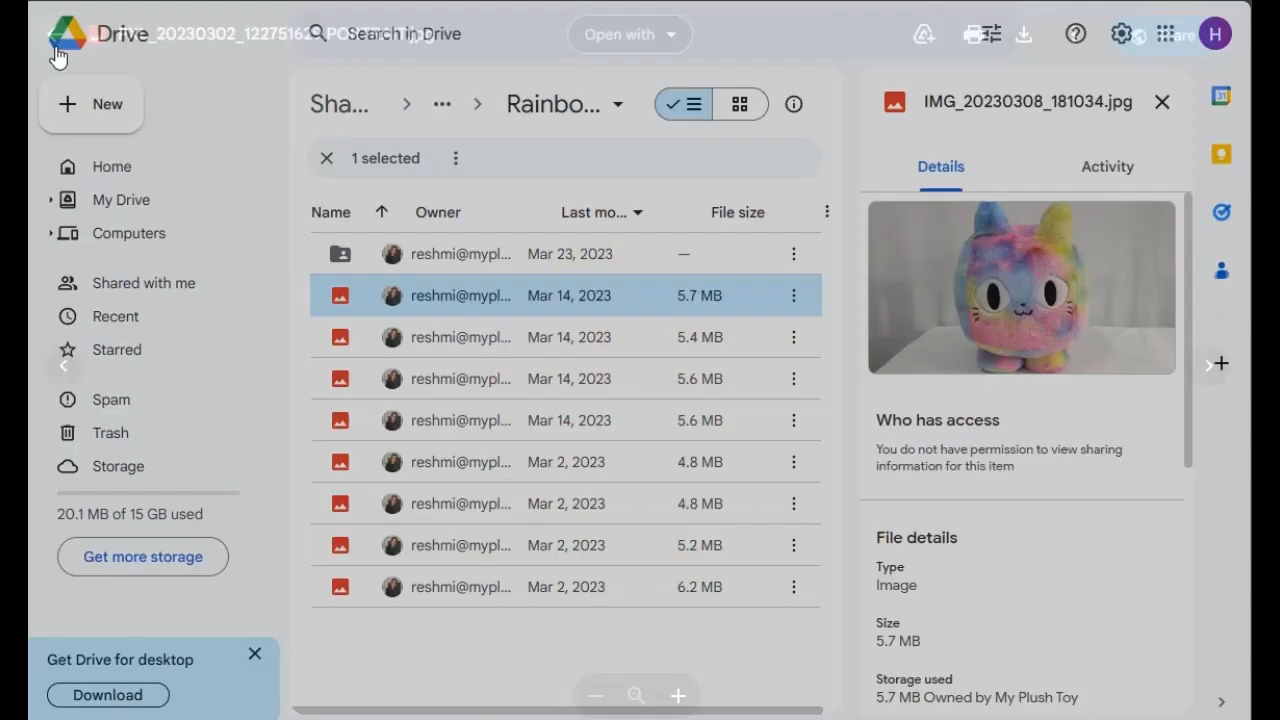 Drive
_20230302_12275162
Search in Drive
Open with
H
New
Sha...
Rainbo...
IMG_20230308_181034.jpg
1 selected
Details
Activity
Home
My Drive
Computers
Shared with me
Recent
Starred
Spam
Trash
Storage
20.1 MB of 15 GB used
Get more storage
Get Drive for desktop
Download
Name Owner Last mo... File size
reshmi@mypl... Mar 23, 2023 —
reshmi@mypl... Mar 14, 2023 5.7 MB
reshmi@mypl... Mar 14, 2023 5.4 MB
reshmi@mypl... Mar 14, 2023 5.6 MB
reshmi@mypl... Mar 14, 2023 5.6 MB
reshmi@mypl... Mar 2, 2023 4.8 MB
reshmi@mypl... Mar 2, 2023 4.8 MB
reshmi@mypl... Mar 2, 2023 5.2 MB
reshmi@mypl... Mar 2, 2023 6.2 MB
Who has access
You do not have permission to view sharing
information for this item
File details
Type
Image
Size
5.7 MB
Storage used
5.7 MB Owned by My Plush Toy
31